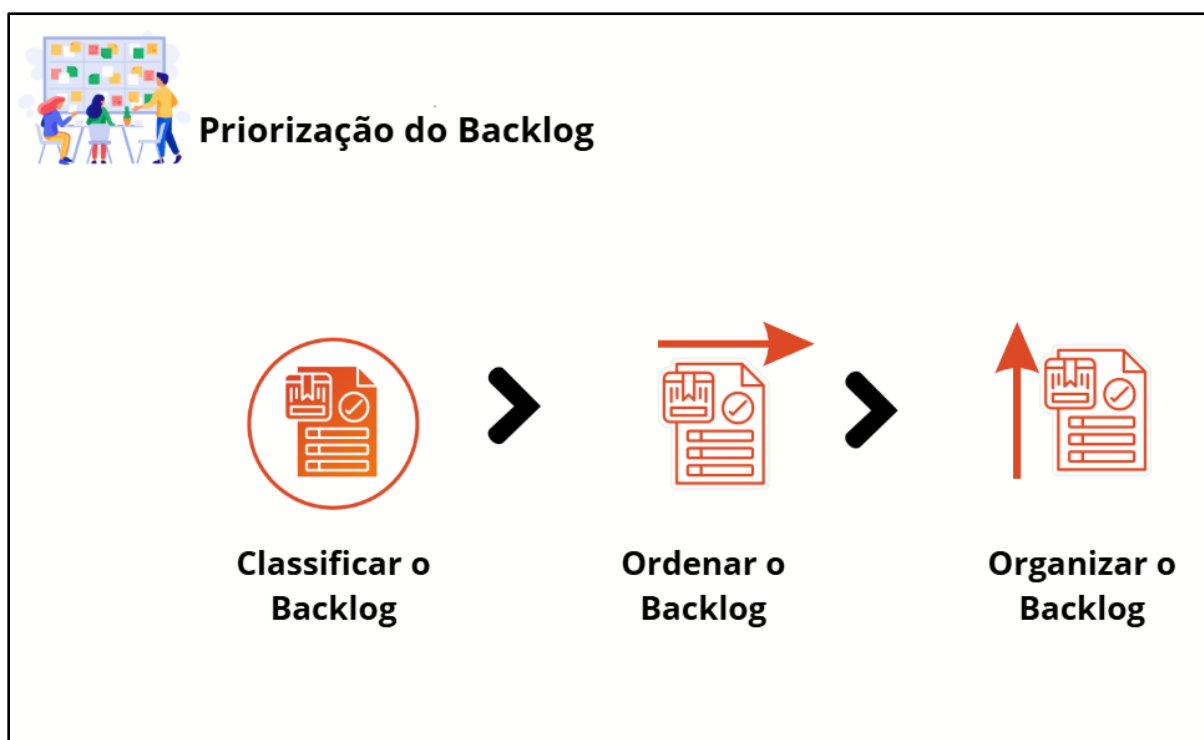 Priorização do Backlog
Classificar o
Backlog
Ordenar o
Backlog
Organizar o
Backlog